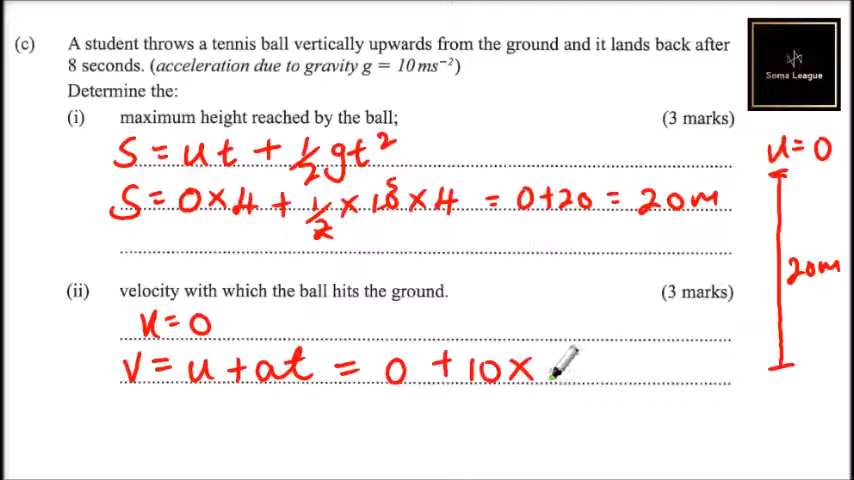 (c) A student throws a tennis ball vertically upwards from the ground and it lands back after
8 seconds. (acceleration due to gravity g = 10 ms⁻²)
Soma League
Determine the:
(i) maximum height reached by the ball; (3 marks)
S = ut + 1/2 gt²
u = 0
S = 0 × 4 + 1/2 × 10 5 × 4 = 0 + 20 = 20m
20m
(ii) velocity with which the ball hits the ground. (3 marks)
u = 0
V = u + at = 0 + 10 ×